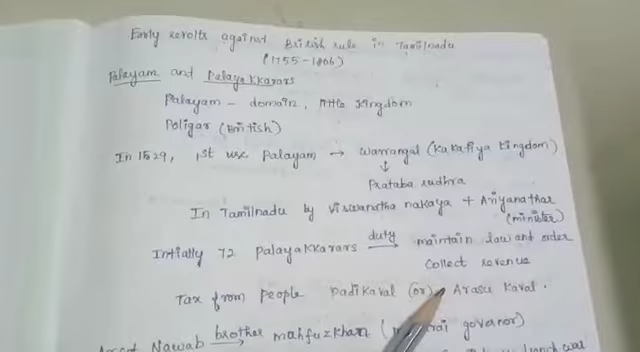 Early revolts against British rule in Tamilnadu
(1755-1806)
Palayam and Palayakkarars
Palayam - domain, little kingdom
Poligar (British)
In 1529, 1st use Palayam → Warrangal (Kakatiya kingdom)
↓
Prataba rudhra
In Tamilnadu by Viswanatha nakaya + Ariyanathar
(minister)
Intially 72 Palayakkarars duty → maintain law and order
collect revenue
Tax from people Padikaval (or) Arasu Kaval.
Nawab brother → mahfuzkhan ( governor)